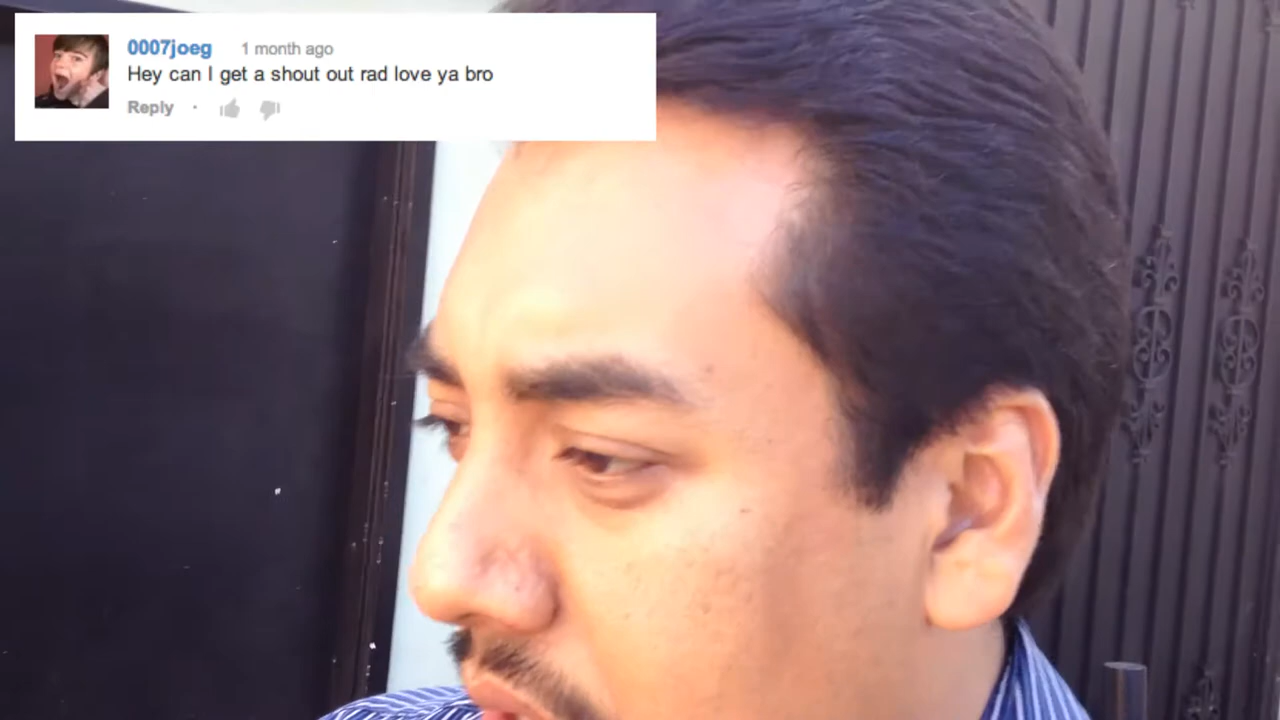 0007joeg 1 month ago
Hey can I get a shout out rad love ya bro
Reply ·